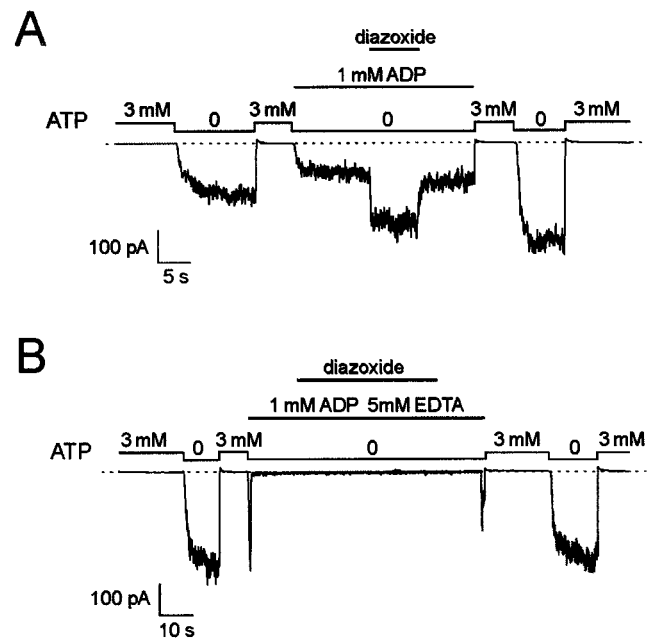 A
diazoxide
1 mM ADP
ATP 3 mM 0 3 mM 0 3 mM 0 3 mM
100 pA
5 s
B
diazoxide
1 mM ADP 5mM EDTA
ATP 3 mM 0 3 mM 0 3 mM 0 3 mM
100 pA
10 s